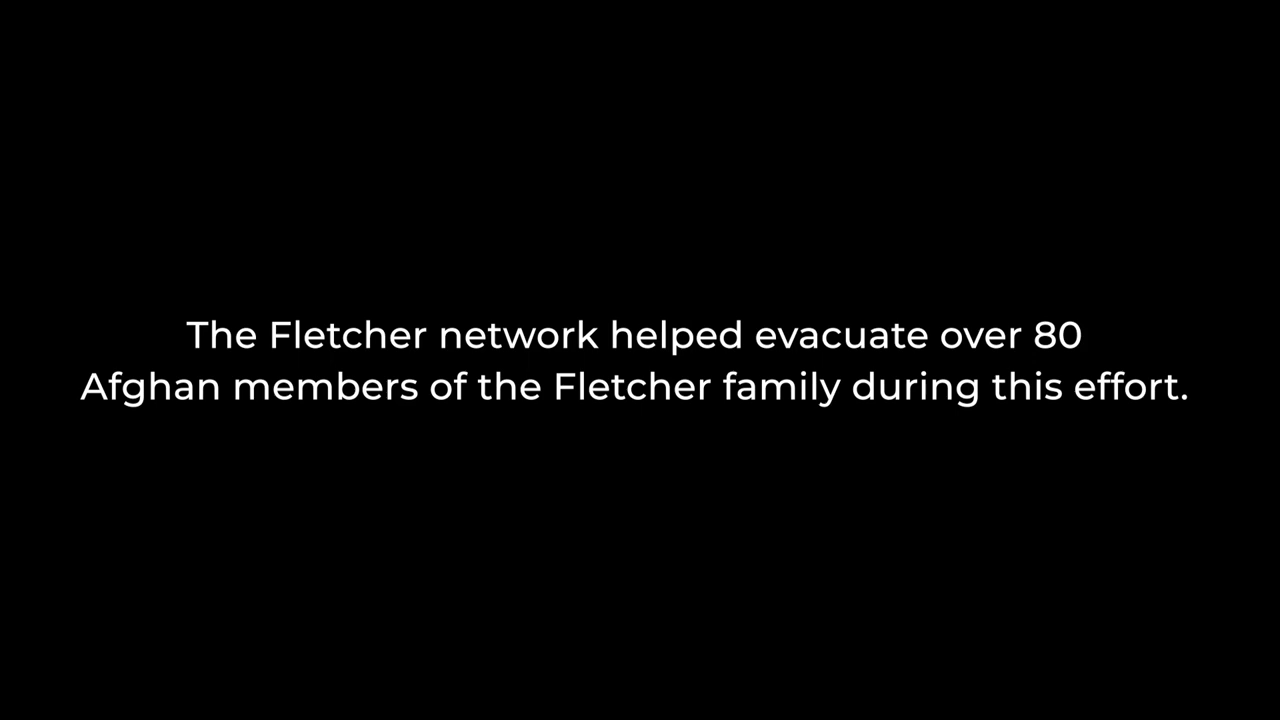 The Fletcher network helped evacuate over 80
Afghan members of the Fletcher family during this effort.